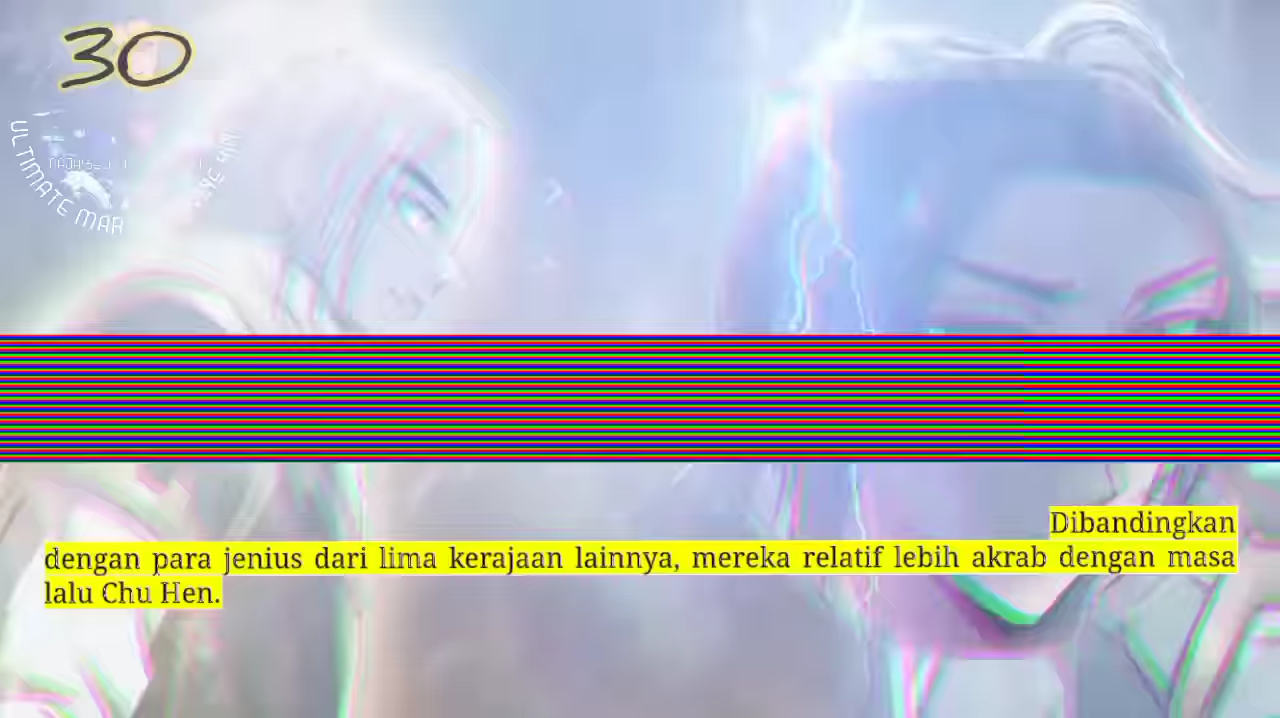 30
ULTIMATE MAR
Dibandingkan
dengan para jenius dari lima kerajaan lainnya, mereka relatif lebih akrab dengan masa
lalu Chu Hen.